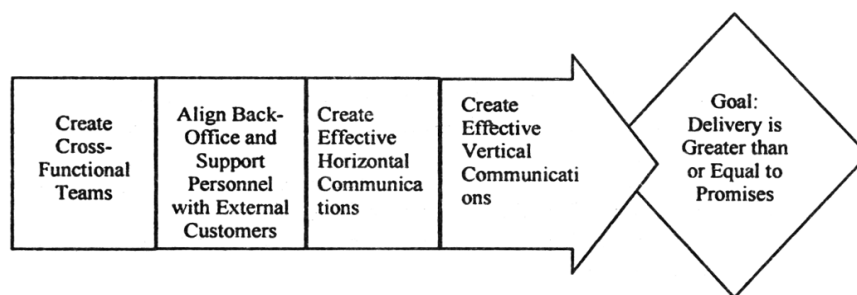 Create
Cross-
Functional
Teams
Align Back-
Office and
Support
Personnel
with External
Customers
Create
Effective
Horizontal
Communica
tions
Create
Effective
Vertical
Communicati
ons
Goal:
Delivery is
Greater than
or Equal to
Promises